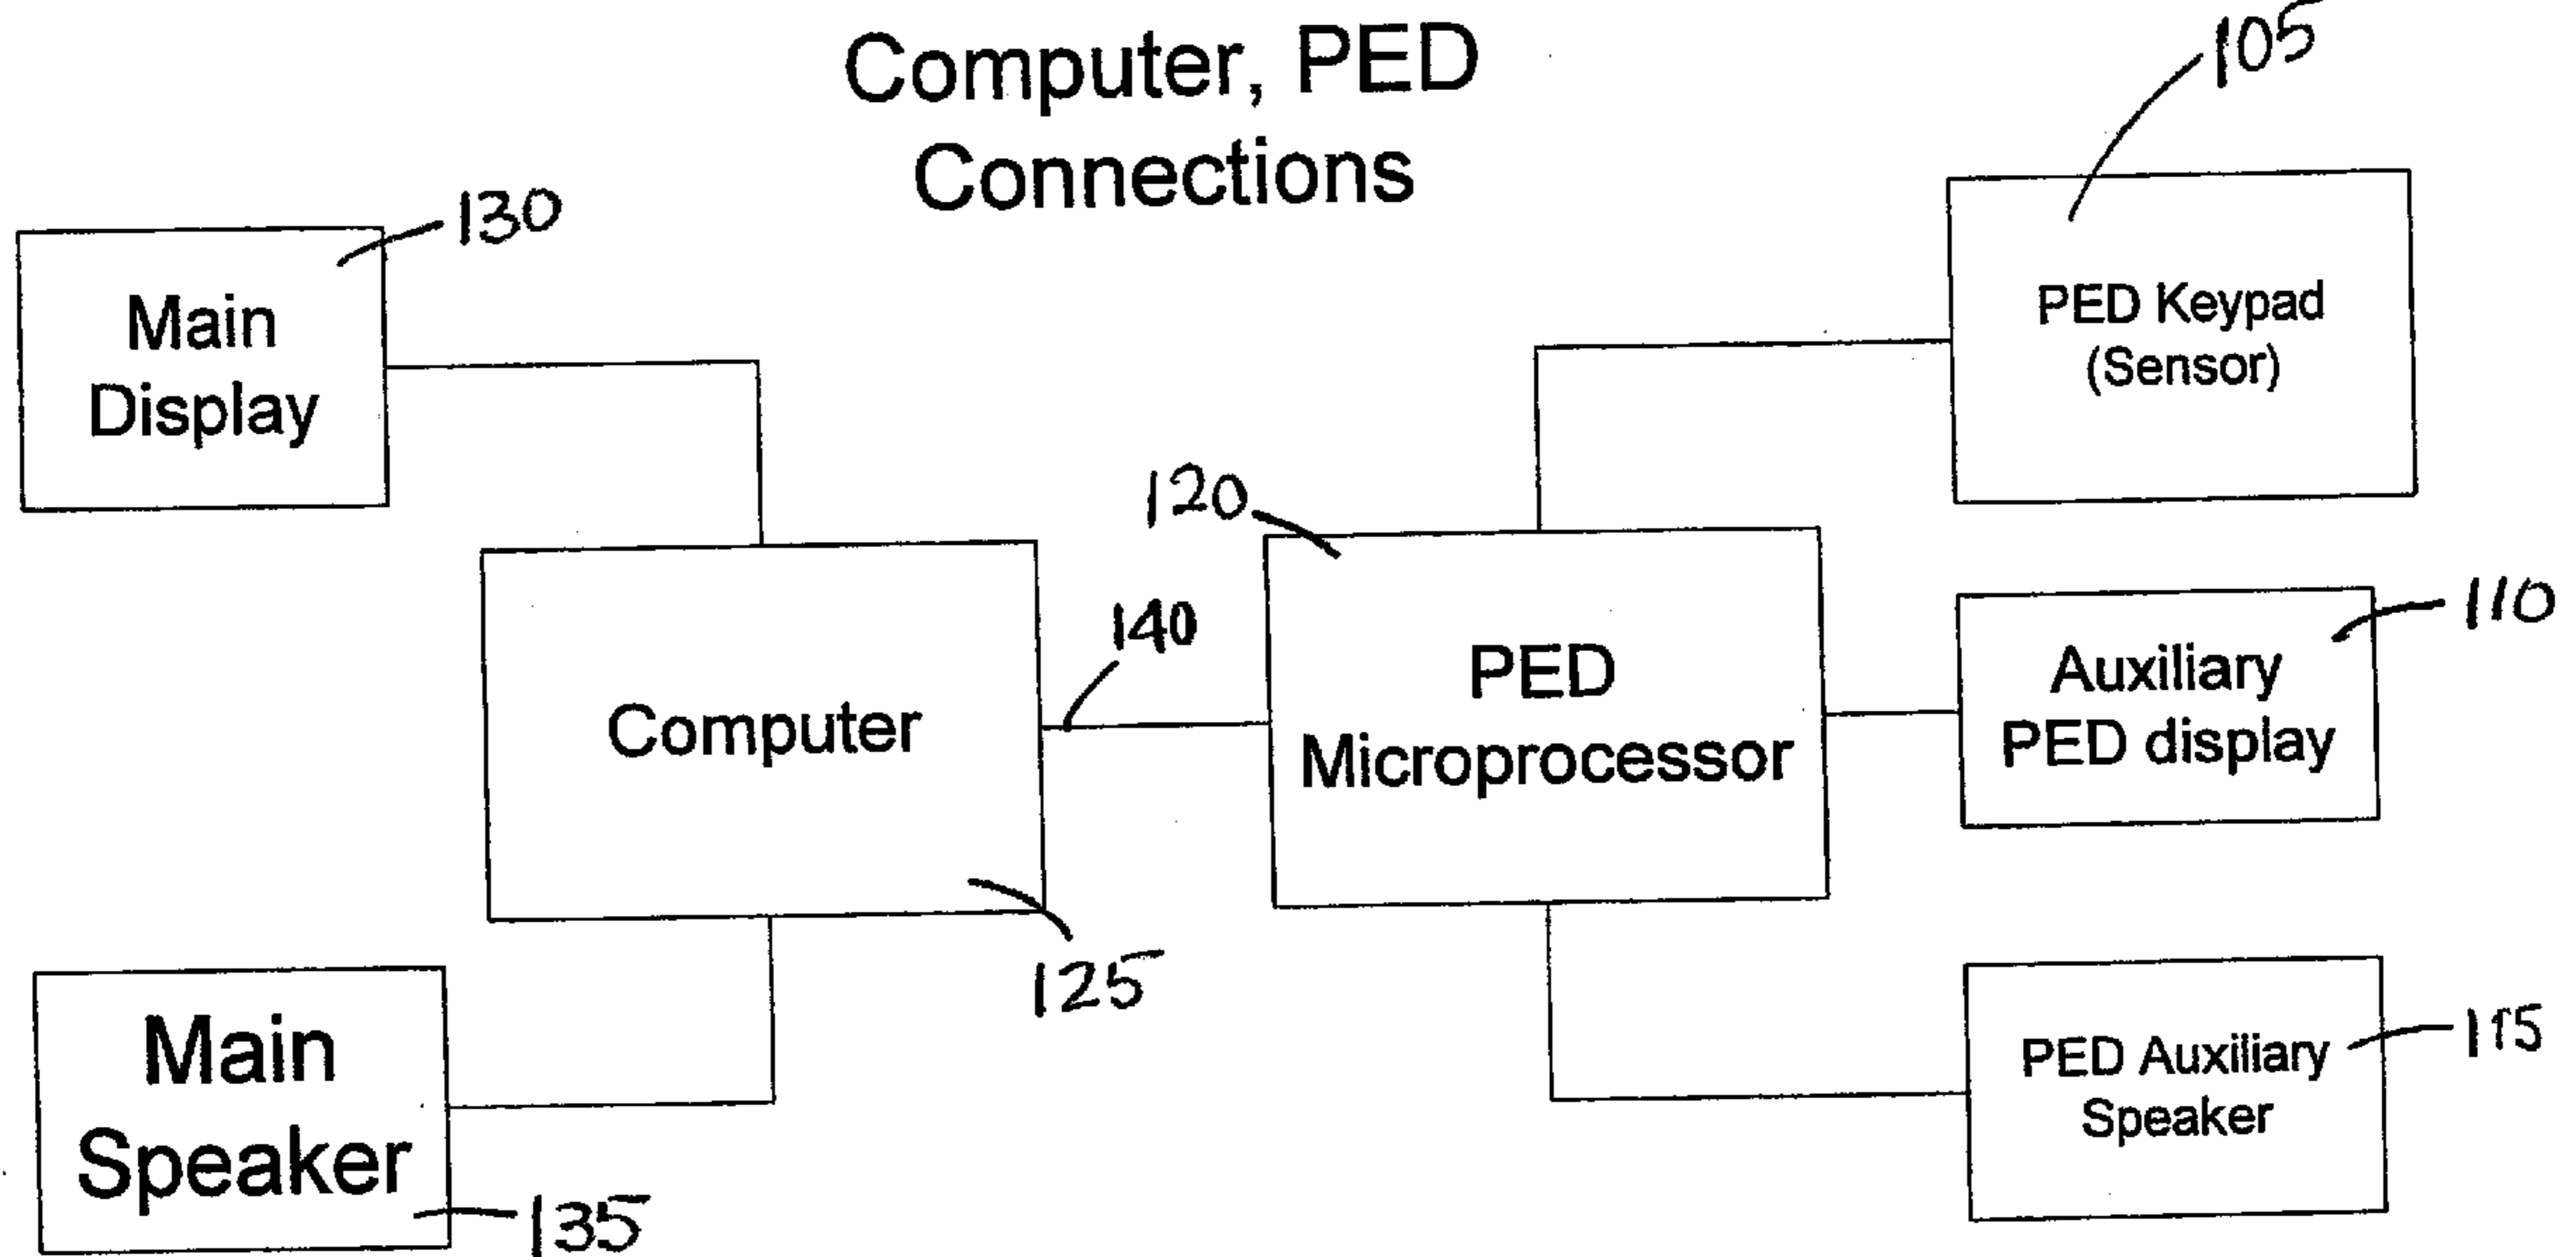 Computer, PED
Connections
105
130
Main
Display
PED Keypad
(Sensor)
120
110
140
Computer
PED
Microprocessor
Auxiliary
PED display
125
115
Main
Speaker
PED Auxiliary
Speaker
135